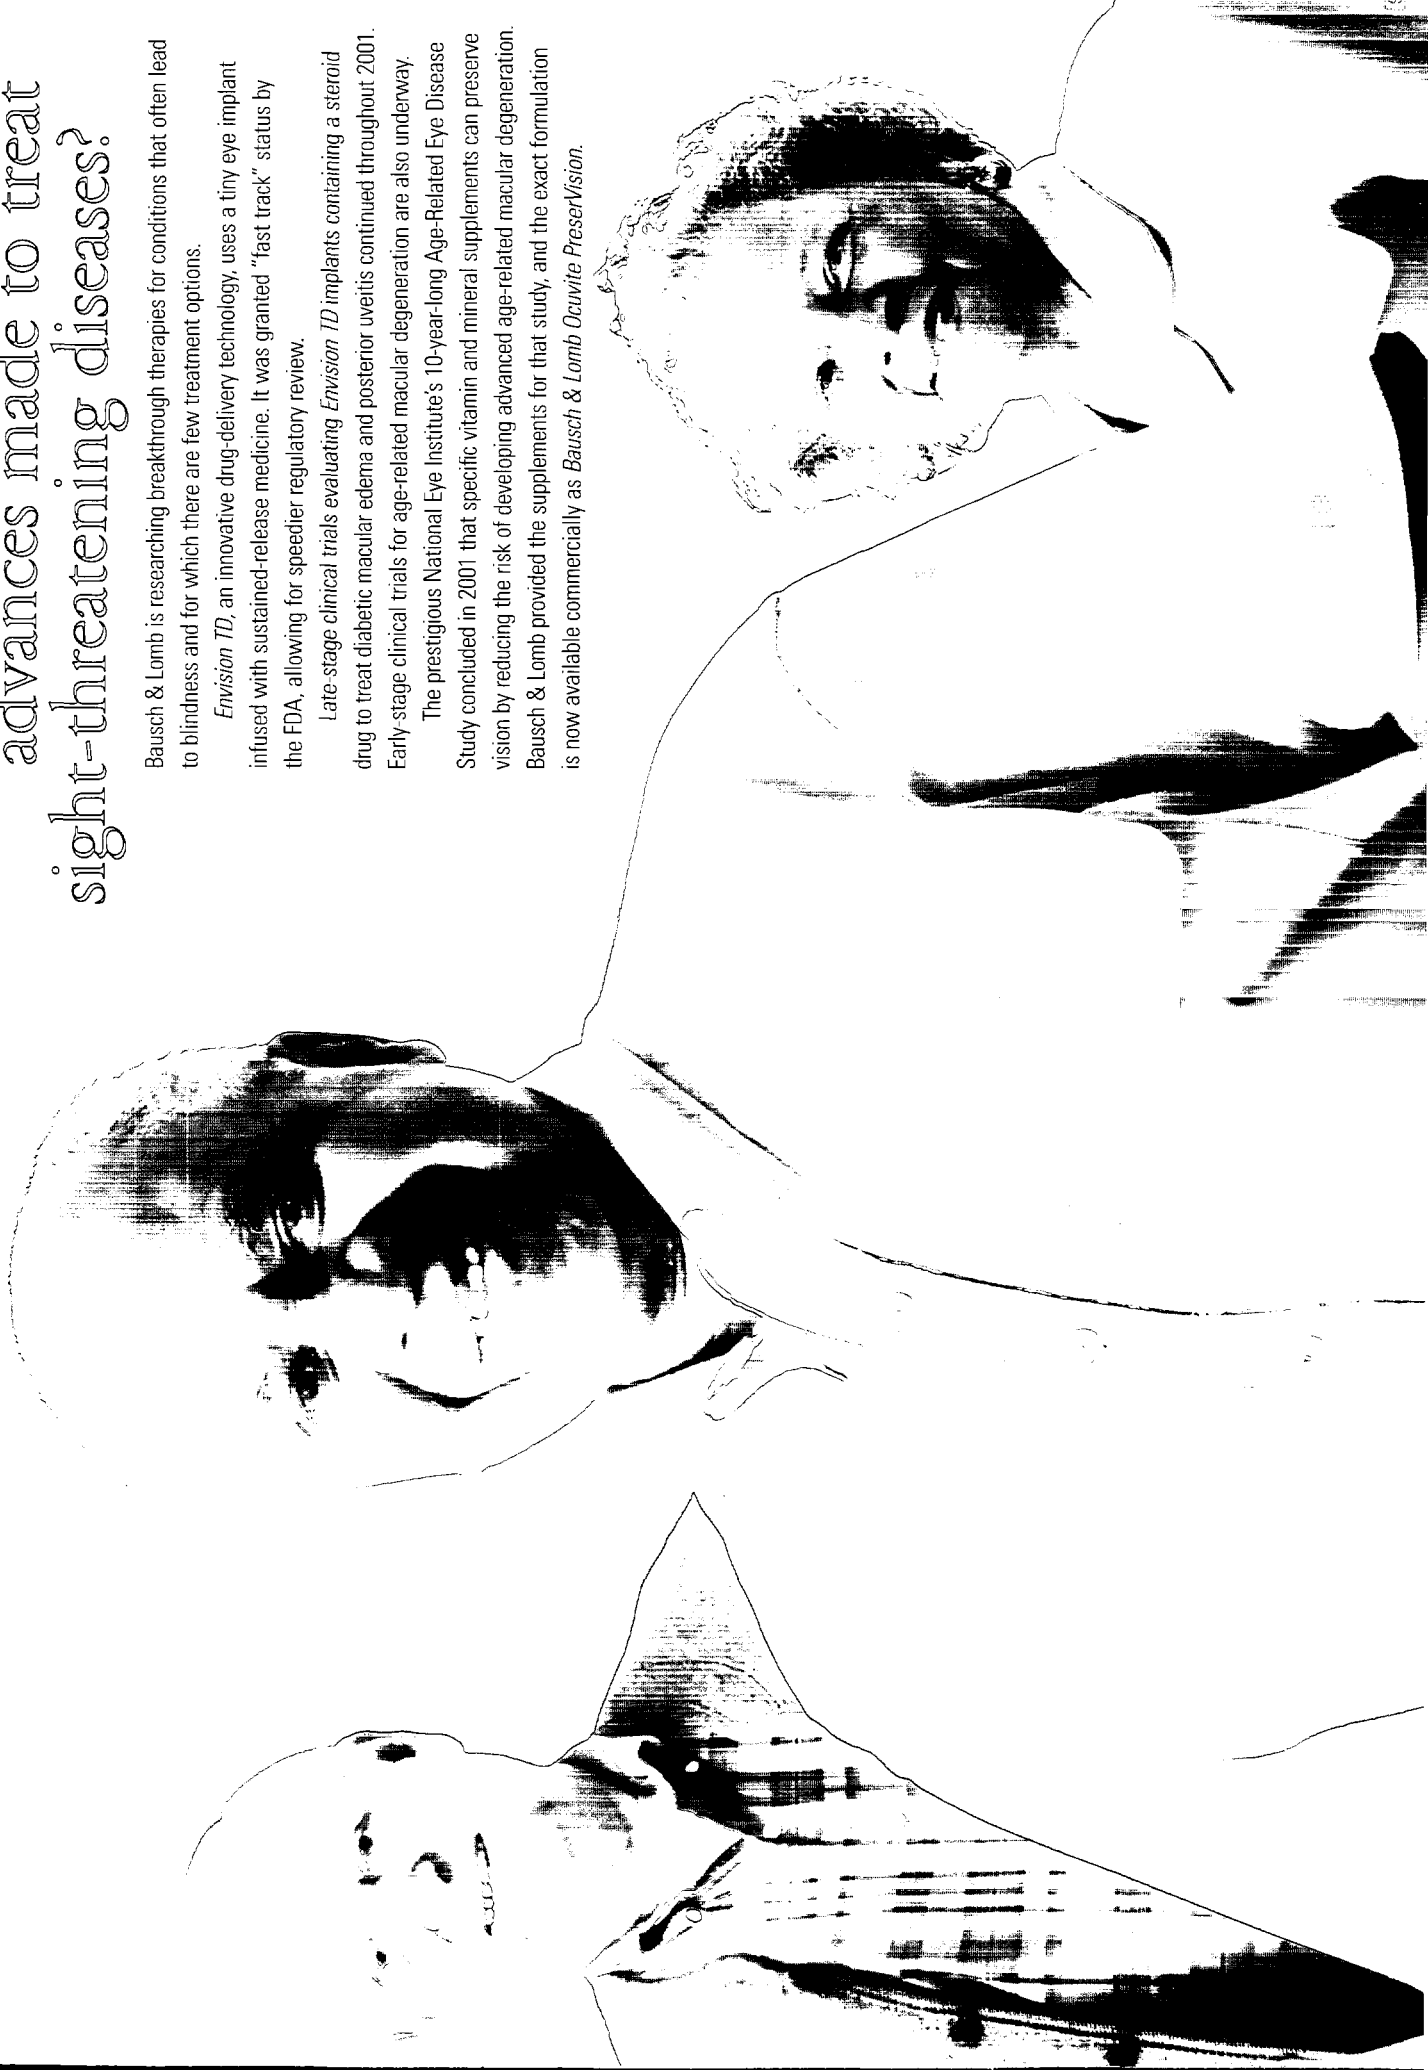 advances made to treat
sight-threatening diseases?
Bausch & Lomb is researching breakthrough therapies for conditions that often lead
to blindness and for which there are few treatment options.
Envision TD, an innovative drug-delivery technology, uses a tiny eye implant
infused with sustained-release medicine. It was granted "fast track" status by
the FDA, allowing for speedier regulatory review.
Late-stage clinical trials evaluating Envision TD implants containing a steroid
drug to treat diabetic macular edema and posterior uveitis continued throughout 2001.
Early-stage clinical trials for age-related macular degeneration are also underway.
The prestigious National Eye Institute's 10-year-long Age-Related Eye Disease
Study concluded in 2001 that specific vitamin and mineral supplements can preserve
vision by reducing the risk of developing advanced age-related macular degeneration.
Bausch & Lomb provided the supplements for that study, and the exact formulation
is now available commercially as Bausch & Lomb Ocuvite PreserVision.